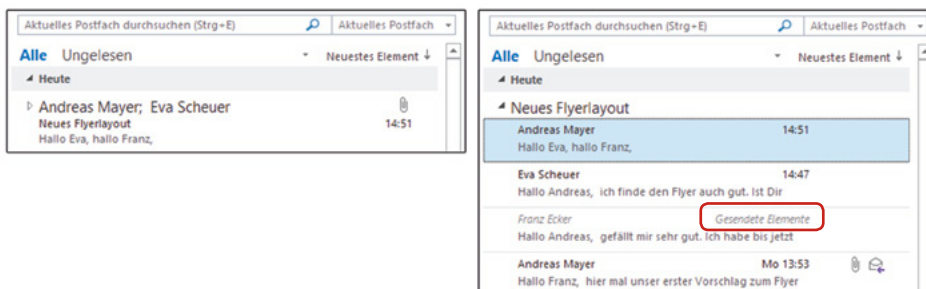 Aktuelles Postfach durchsuchen (Strg+E) Aktuelles Postfach
Alle Ungelesen Neuestes Element ↓
Heute
Andreas Mayer; Eva Scheuer
Neues Flyerlayout 14:51
Hallo Eva, hallo Franz,
Aktuelles Postfach durchsuchen (Strg+E) Aktuelles Postfach
Alle Ungelesen Neuestes Element ↓
Heute
Neues Flyerlayout
Andreas Mayer 14:51
Hallo Eva, hallo Franz,
Eva Scheuer 14:47
Hallo Andreas, ich finde den Flyer auch gut. Ist Dir
Franz Ecker Gesendete Elemente
Hallo Andreas, gefällt mir sehr gut. Ich habe bis jetzt
Andreas Mayer Mo 13:53
Hallo Franz, hier mal unser erster Vorschlag zum Flyer